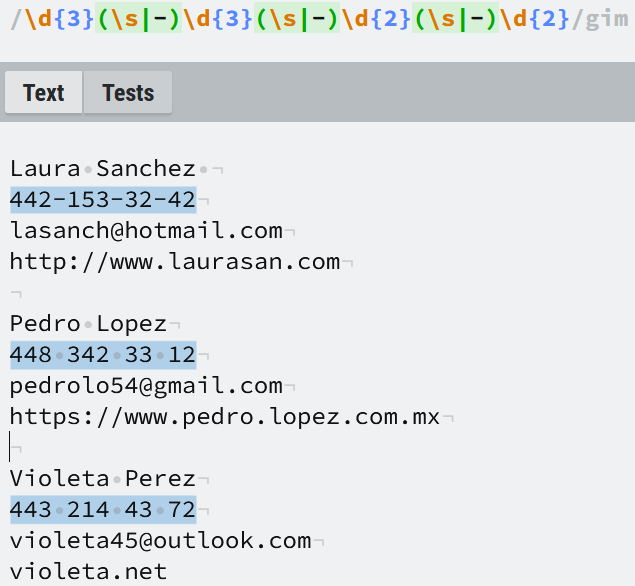 /\d{3}(\s|-)\d{3}(\s|-)\d{2}(\s|-)\d{2}/gim
Text Tests
Laura Sanchez
442-153-32-42
lasanch@hotmail.com
http://www.laurasan.com
Pedro Lopez
448 342 33 12
pedrolo54@gmail.com
https://www.pedro.lopez.com.mx
Violeta Perez
443 214 43 72
violeta45@outlook.com
violeta.net